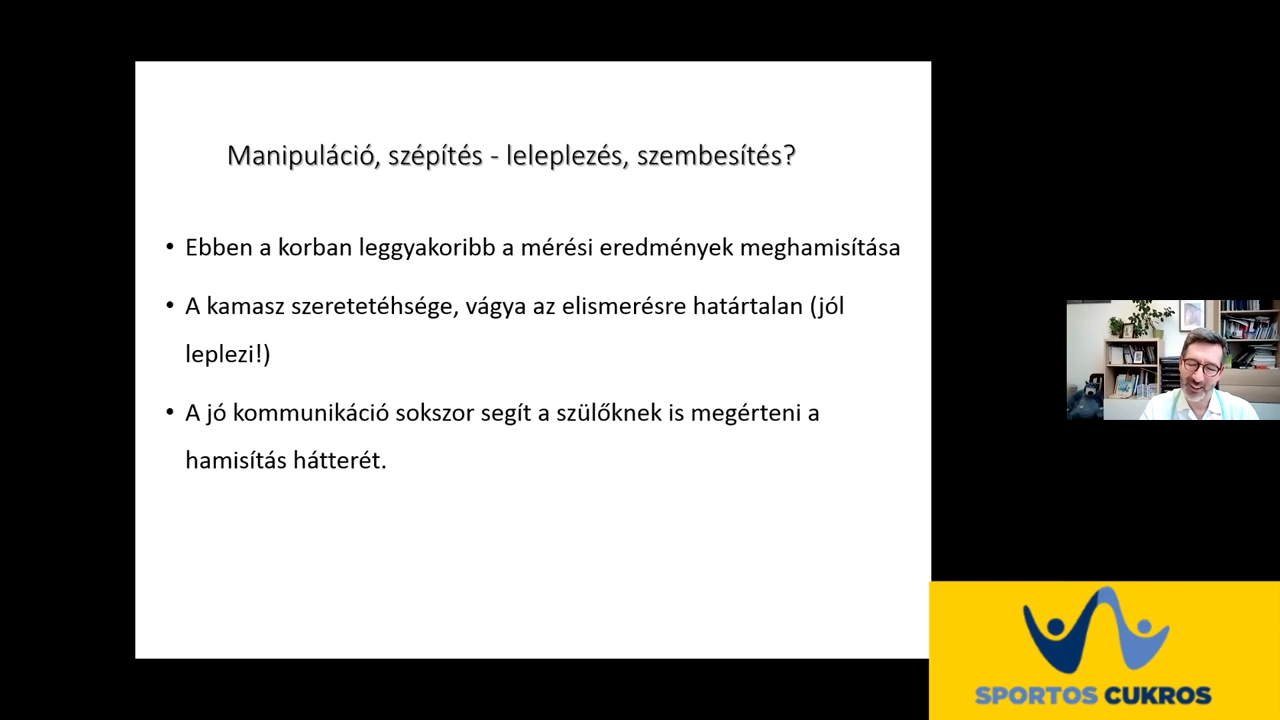 Manipuláció, szépítés - leleplezés, szembesítés?
• Ebben a korban leggyakoribb a mérési eredmények meghamisítása
• A kamasz szeretetéhsége, vágya az elismerésre határtalan (jól
leplezi!)
• A jó kommunikáció sokszor segít a szülőknek is megérteni a
hamisítás hátterét.
SPORTOS CUKROS